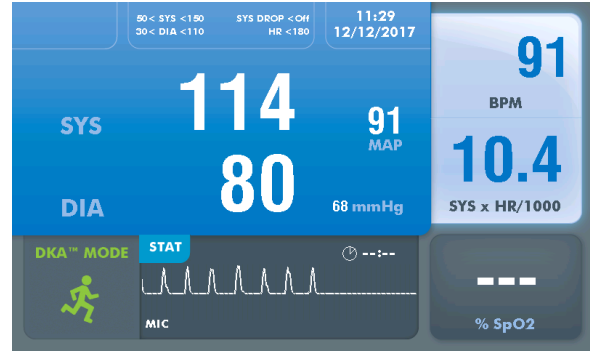 50< SYS <150 SYS DROP <Off
30< DIA <110 HR <180
11:29
12/12/2017
SYS 114
91
MAP
DIA 80
68 mmHg
91
BPM
10.4
SYS x HR/1000
DKA™ MODE
STAT
--:--
MIC
---
% SpO2